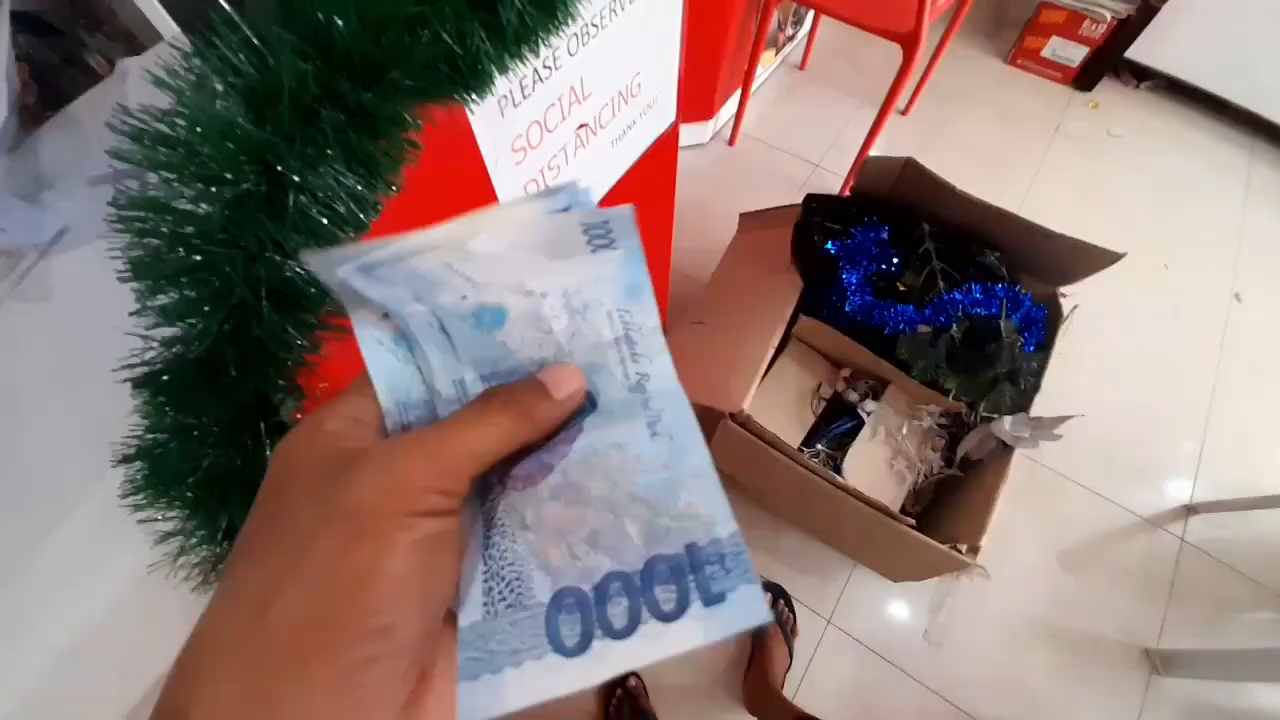 PLEASE OBSERVE
SOCIAL
DISTANCING
THANK YOU!
1000
1000